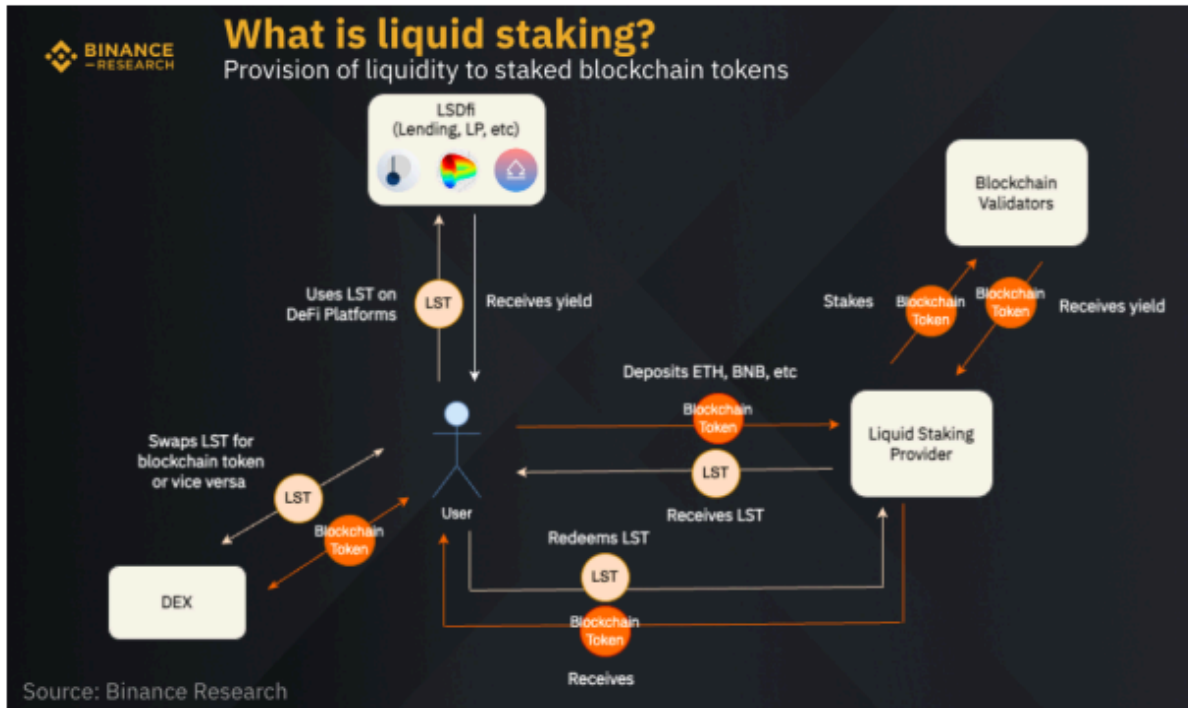 BINANCE
RESEARCH
What is liquid staking?
Provision of liquidity to staked blockchain tokens
LSDfi
(Lending, LP, etc)
Blockchain
Validators
Uses LST on
DeFi Platforms
LST
Receives yield
Stakes
Blockchain
Token
Blockchain
Token
Receives yield
Deposits ETH, BNB, etc
Blockchain
Token
Liquid Staking
Provider
LST
Receives LST
Swaps LST for
blockchain token
or vice versa
LST
Blockchain
Token
User
DEX
Redeems LST
LST
Blockchain
Token
Receives
Source: Binance Research